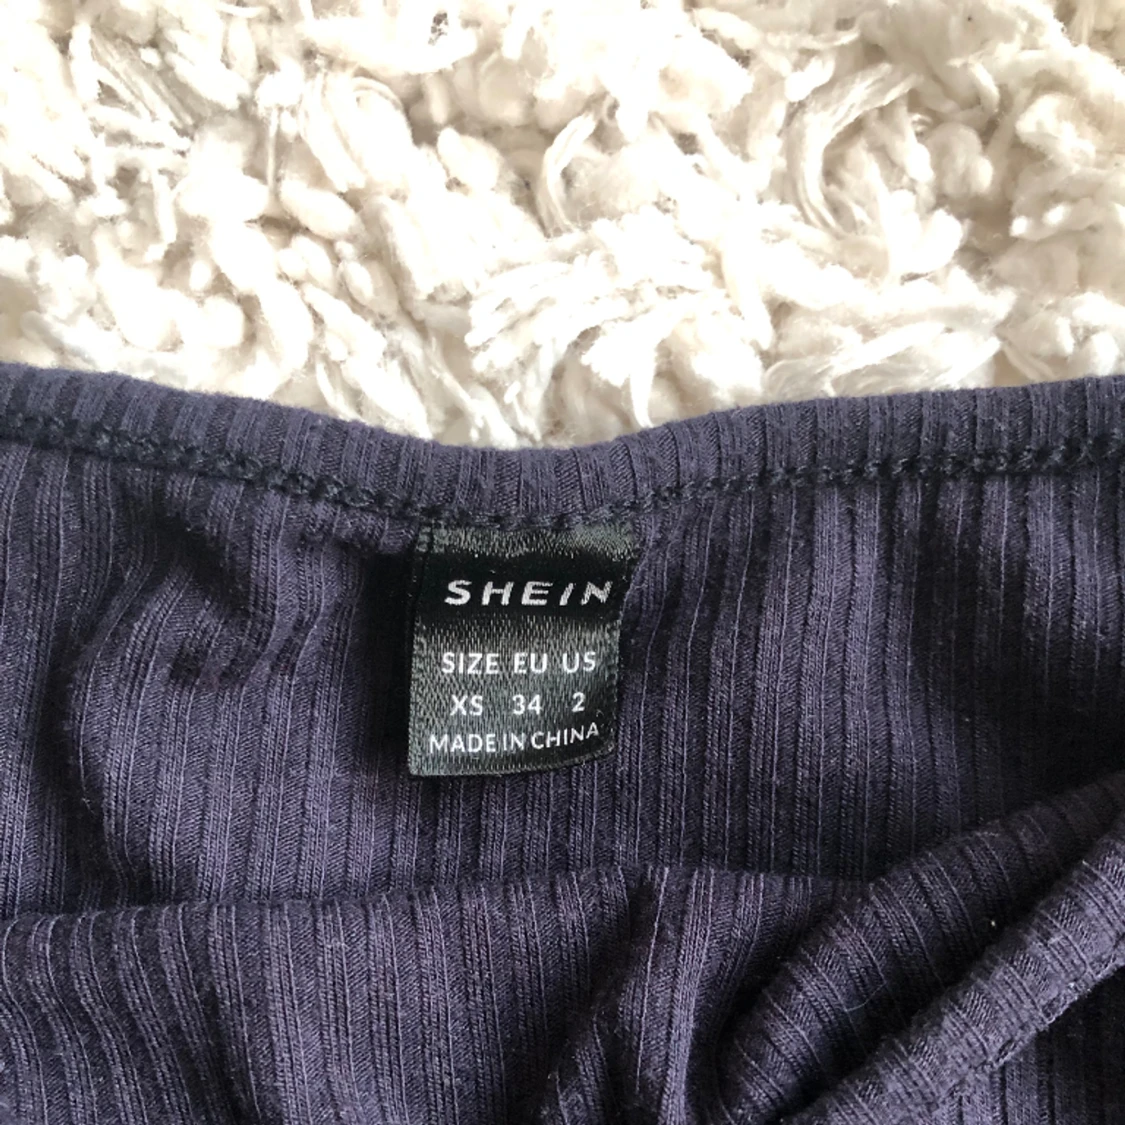 SHEIN
SIZE EU US
XS 34 2
MADE IN CHINA